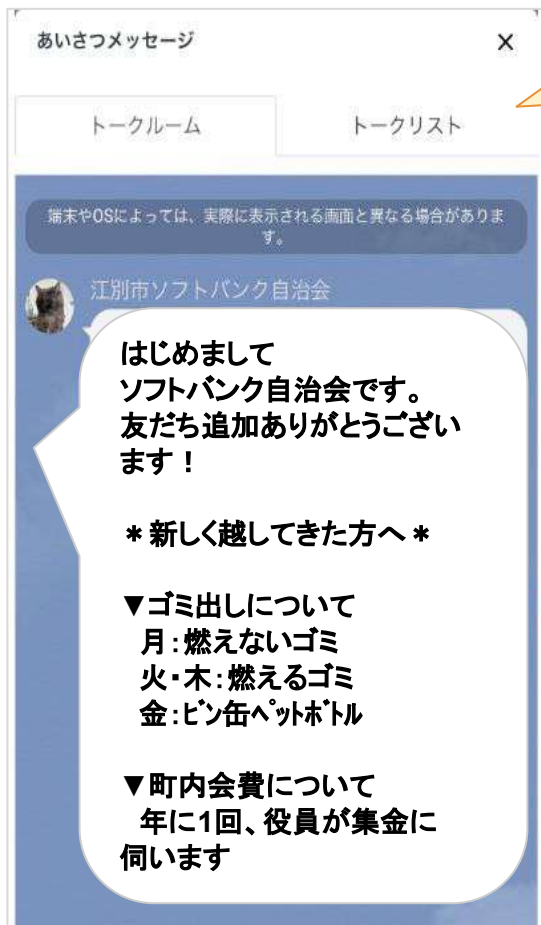 あいさつメッセージ
×
トークルーム
トークリスト
端末やOSによっては、実際に表示される画面と異なる場合がありま
す。
江別市ソフトバンク自治会
はじめまして
ソフトバンク自治会です。
友だち追加ありがとうござい
ます！
＊新しく越してきた方へ＊
▼ゴミ出しについて
月：燃えないゴミ
火・木：燃えるゴミ
金：ビン缶ペットボトル
▼町内会費について
年に1回、役員が集金に
伺います